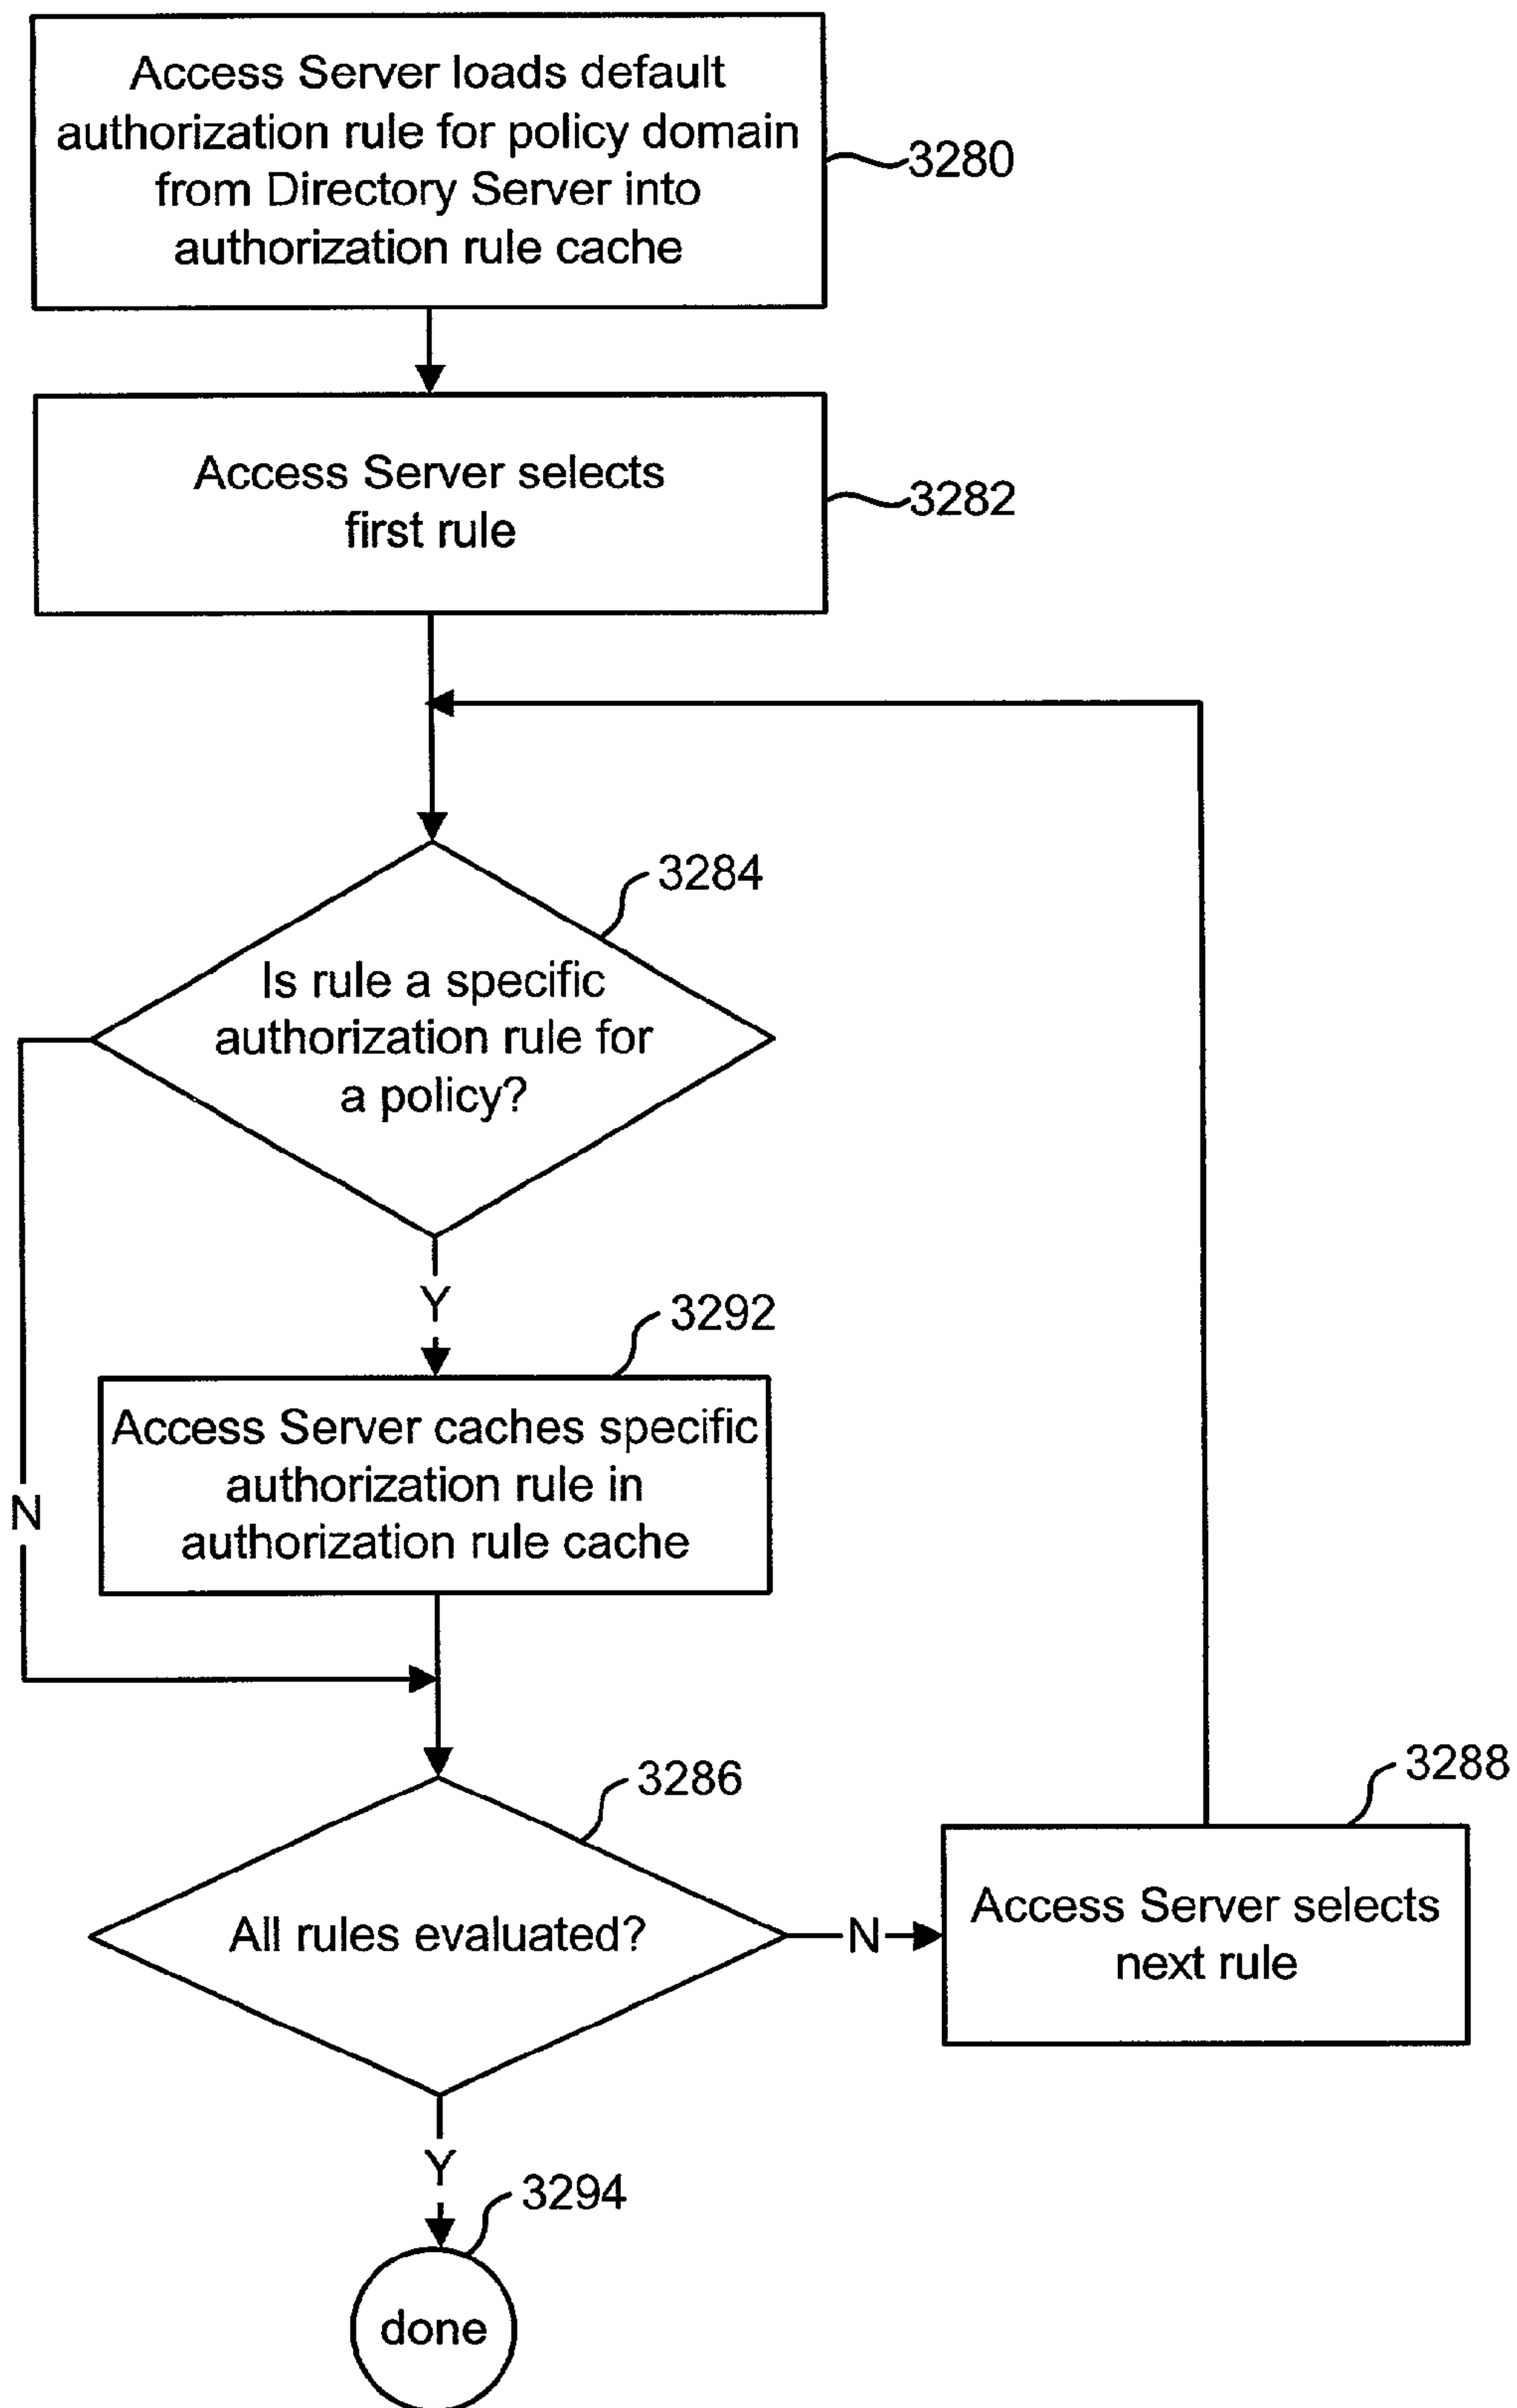 Access Server loads default
authorization rule for policy domain
from Directory Server into
authorization rule cache
3280
Access Server selects
first rule
3282
3284
Is rule a specific
authorization rule for
a policy?
Y
N
3292
Access Server caches specific
authorization rule in
authorization rule cache
3286
All rules evaluated?
N
3288
Access Server selects
next rule
Y
3294
done